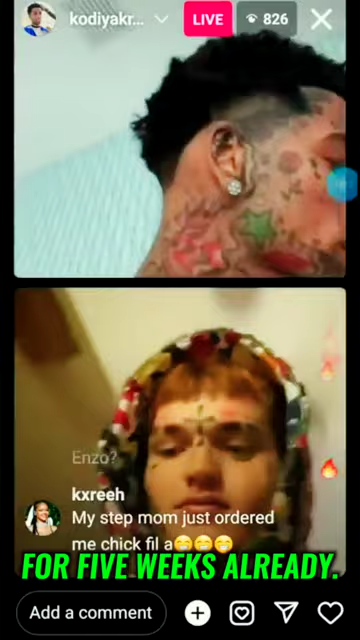 kodiyakr...
LIVE
826
Enzo?
kxreeh
My step mom just ordered
me chick fil a😁😁😁
FOR FIVE WEEKS ALREADY.
Add a comment